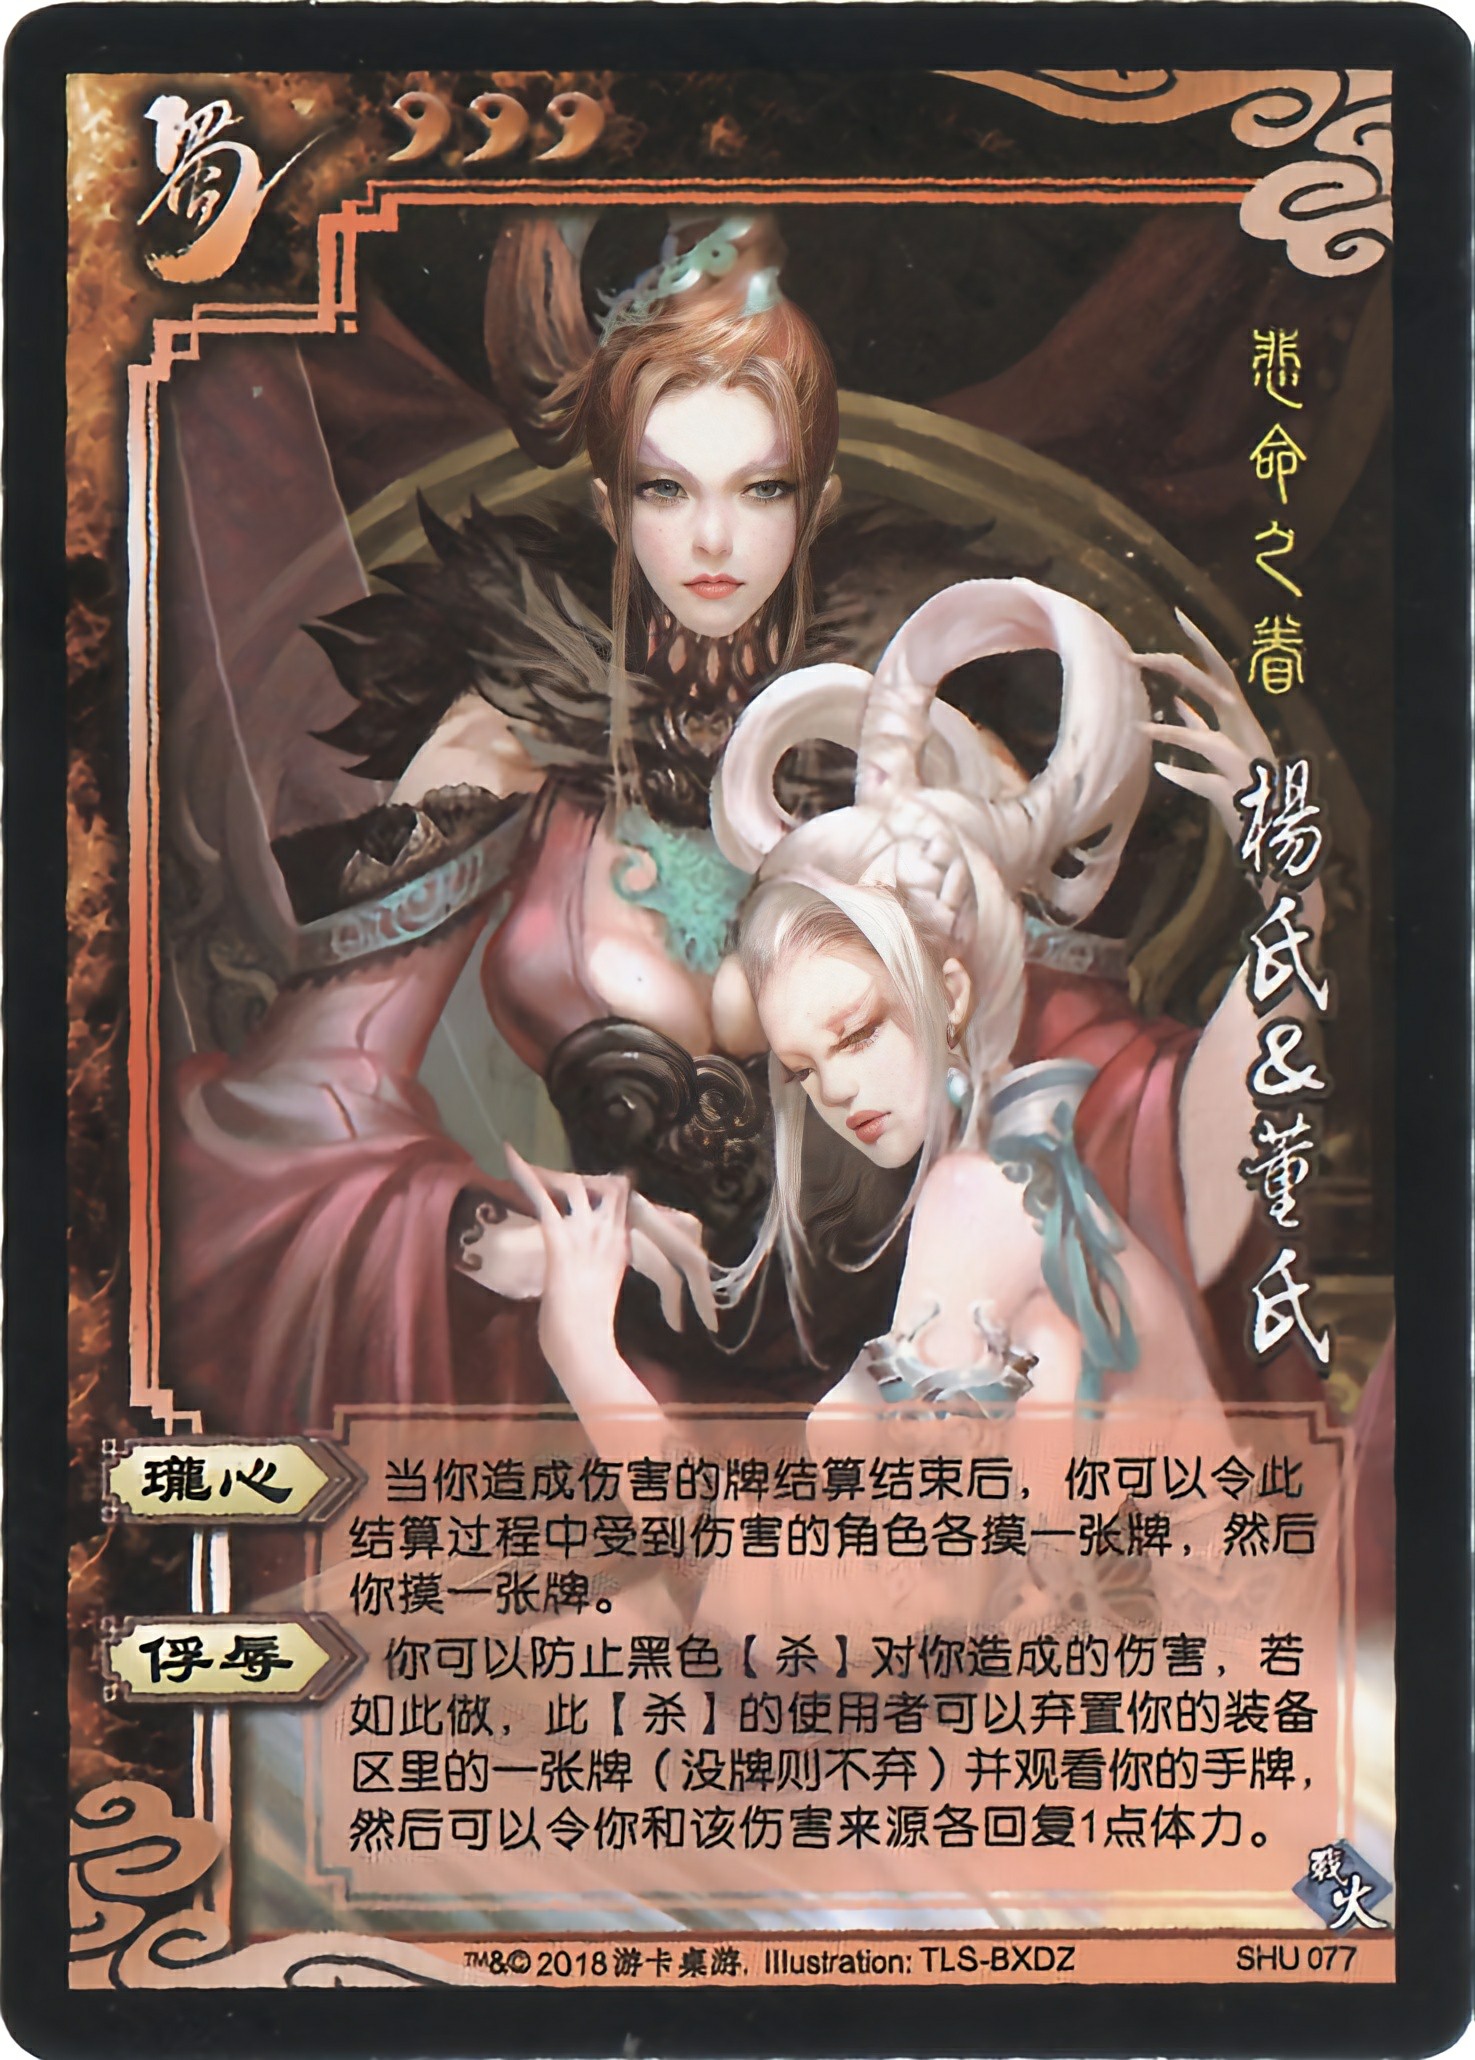 蜀
悲命之眷
楊氏&董氏
瓏心
当你造成伤害的牌结算结束后，你可以令此
结算过程中受到伤害的角色各摸一张牌，然后
你摸一张牌。
俘辱
你可以防止黑色【杀】对你造成的伤害，若
如此做，此【杀】的使用者可以弃置你的装备
区里的一张牌（没牌则不弃）并观看你的手牌，
然后可以令你和该伤害来源各回复1点体力。
戰火
™&© 2018 游卡桌游. Illustration: TLS-BXDZ
SHU 077